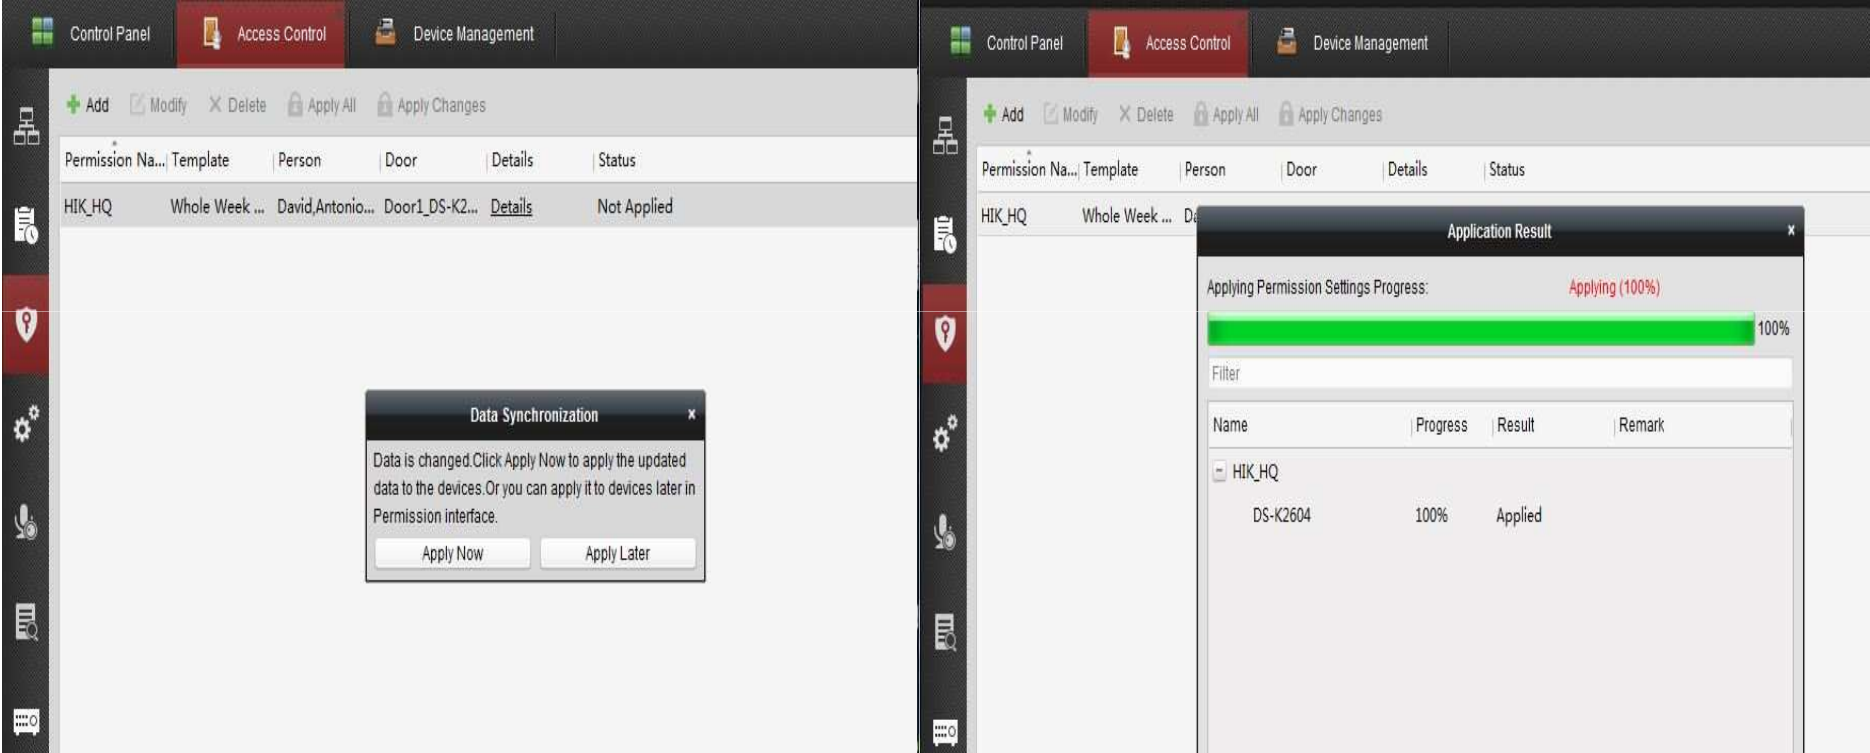 Control Panel Access Control Device Management
Add Modify Delete Apply All Apply Changes
Permission Na... Template Person Door Details Status
HIK_HQ Whole Week ... David,Antonio... Door1_DS-K2... Details Not Applied
Data Synchronization
Data is changed.Click Apply Now to apply the updated
data to the devices.Or you can apply it to devices later in
Permission interface.
Apply Now Apply Later
Control Panel Access Control Device Management
Add Modify Delete Apply All Apply Changes
Permission Na... Template Person Door Details Status
HIK_HQ Whole Week ... Da
Application Result
Applying Permission Settings Progress: Applying (100%)
100%
Filter
Name Progress Result Remark
HIK_HQ
DS-K2604 100% Applied